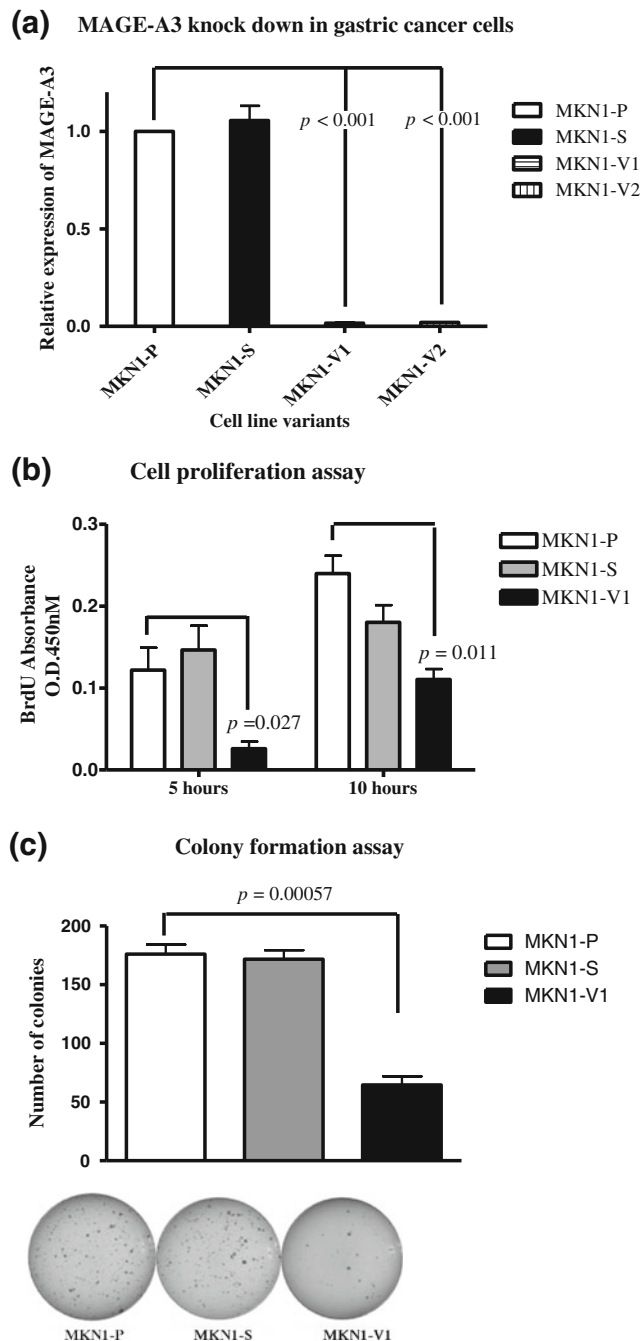 (a) MAGE-A3 knock down in gastric cancer cells
Relative expression of MAGE-A3
1.0
0.5
0.0
p < 0.001
p < 0.001
MKN1-P
MKN1-S
MKN1-V1
MKN1-V2
MKN1-P
MKN1-S
MKN1-V1
MKN1-V2
Cell line variants
(b) Cell proliferation assay
BrdU Absorbance
O.D.450nM
0.3
0.2
0.1
0.0
p =0.027
p = 0.011
5 hours
10 hours
MKN1-P
MKN1-S
MKN1-V1
(c) Colony formation assay
p = 0.00057
Number of colonies
200
150
100
50
0
MKN1-P
MKN1-S
MKN1-V1
MKN1-P
MKN1-S
MKN1-V1